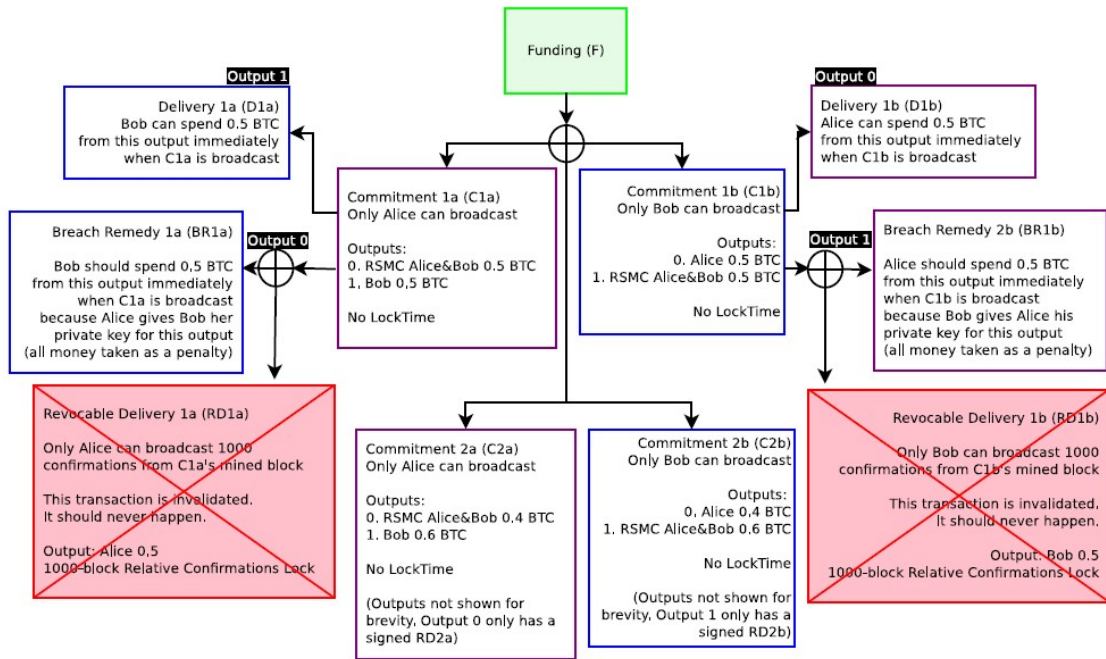 Funding (F)
Output 1
Delivery 1a (D1a)
Bob can spend 0.5 BTC
from this output immediately
when C1a is broadcast
Output 0
Delivery 1b (D1b)
Alice can spend 0.5 BTC
from this output immediately
when C1b is broadcast
Commitment 1a (C1a)
Only Alice can broadcast
Outputs:
0. RSMC Alice&Bob 0.5 BTC
1. Bob 0,5 BTC
No LockTime
Commitment 1b (C1b)
Only Bob can broadcast
Outputs:
0. Alice 0.5 BTC
1. RSMC Alice&Bob 0.5 BTC
No LockTime
Breach Remedy 1a (BR1a)
Bob should spend 0,5 BTC
from this output immediately
when C1a is broadcast
because Alice gives Bob her
private key for this output
(all money taken as a penalty)
Output 0
Output 1
Breach Remedy 2b (BR1b)
Alice should spend 0.5 BTC
from this output immediately
when C1b is broadcast
because Bob gives Alice his
private key for this output
(all money taken as a penalty)
Revocable Delivery 1a (RD1a)
Only Alice can broadcast 1000
confirmations from C1a's mined block
This transaction is invalidated.
It should never happen.
Output: Alice 0,5
1000-block Relative Confirmations Lock
Commitment 2a (C2a)
Only Alice can broadcast
Outputs:
0. RSMC Alice&Bob 0.4 BTC
1. Bob 0.6 BTC
No LockTime
(Outputs not shown for
brevity, Output 0 only has a
signed RD2a)
Commitment 2b (C2b)
Only Bob can broadcast
Outputs:
0. Alice 0,4 BTC
1. RSMC Alice&Bob 0.6 BTC
No LockTime
(Outputs not shown for
brevity, Output 1 only has a
signed RD2b)
Revocable Delivery 1b (RD1b)
Only Bob can broadcast 1000
confirmations from C1b's mined block
This transaction is invalidated.
It should never happen.
Output: Bob 0.5
1000-block Relative Confirmations Lock